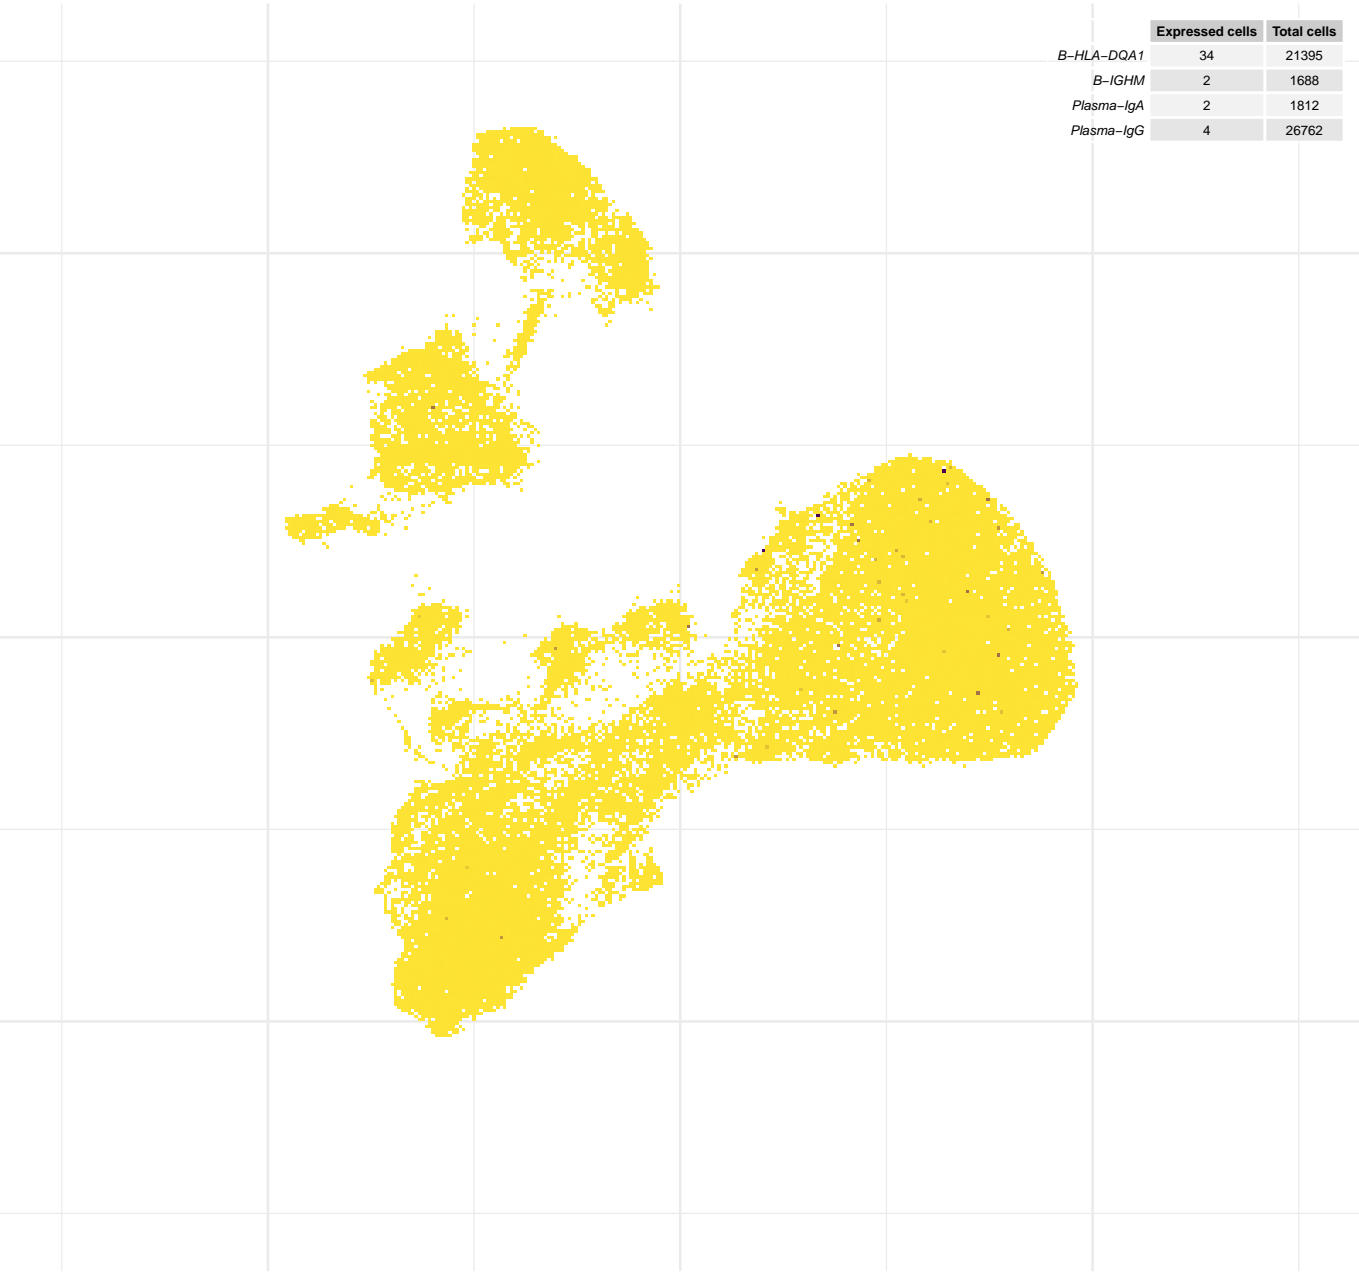 Expressed cells Total cells
B−HLA−DQA1 34 21395
B−IGHM 2 1688
Plasma−IgA 2 1812
Plasma−IgG 4 26762